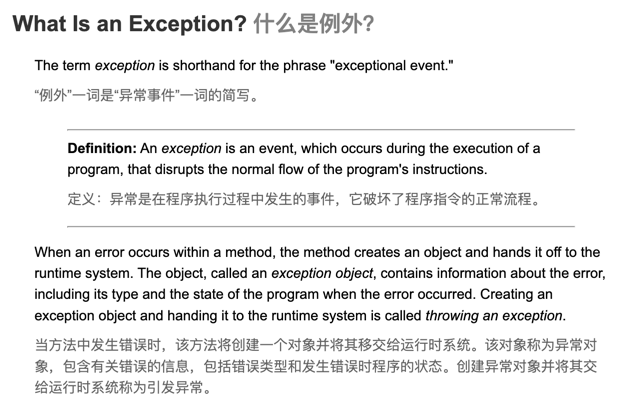 What Is an Exception? 什么是例外?
The term exception is shorthand for the phrase "exceptional event."
“例外”一词是“异常事件”一词的简写。
Definition: An exception is an event, which occurs during the execution of a
program, that disrupts the normal flow of the program's instructions.
定义：异常是在程序执行过程中发生的事件，它破坏了程序指令的正常流程。
When an error occurs within a method, the method creates an object and hands it off to the
runtime system. The object, called an exception object, contains information about the error,
including its type and the state of the program when the error occurred. Creating an
exception object and handing it to the runtime system is called throwing an exception.
当方法中发生错误时，该方法将创建一个对象并将其移交给运行时系统。该对象称为异常对
象，包含有关错误的信息，包括错误类型和发生错误时程序的状态。创建异常对象并将其交
给运行时系统称为引发异常。